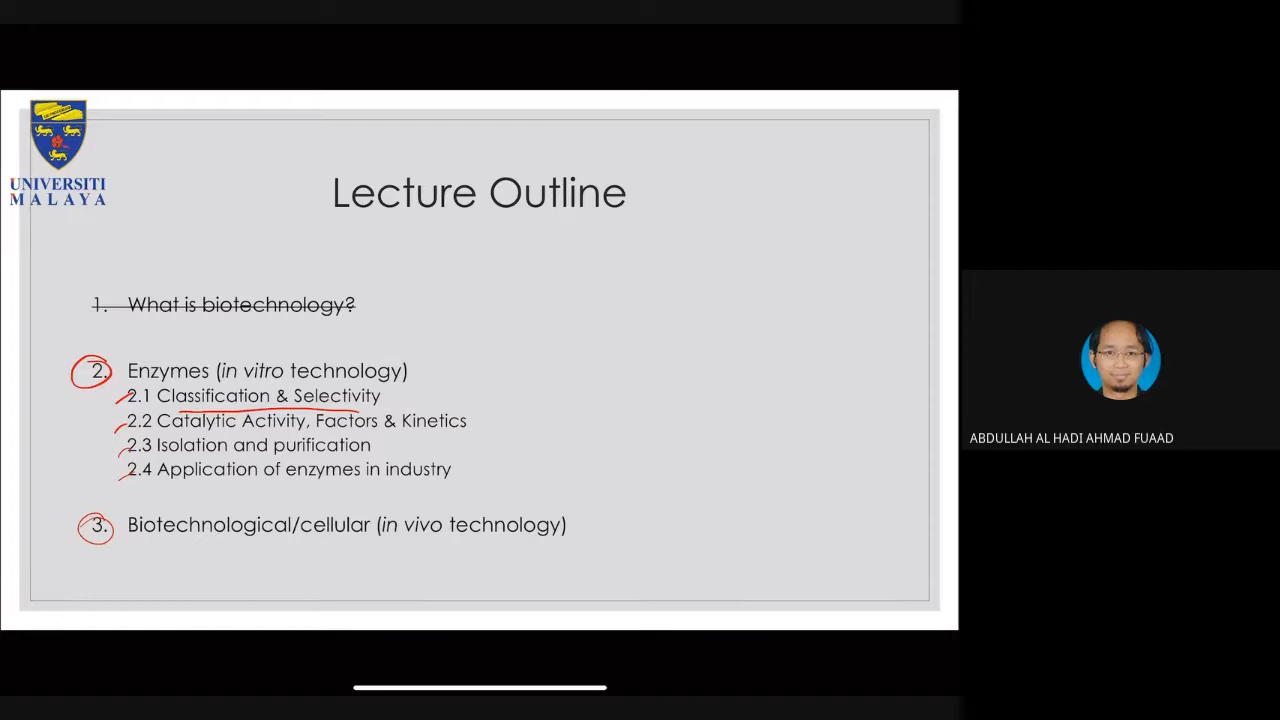 UNIVERSITI
MALAYA
Lecture Outline
1. What is biotechnology?
2. Enzymes (in vitro technology)
2.1 Classification & Selectivity
2.2 Catalytic Activity, Factors & Kinetics
2.3 Isolation and purification
2.4 Application of enzymes in industry
3. Biotechnological/cellular (in vivo technology)
ABDULLAH AL HADI AHMAD FUAAD